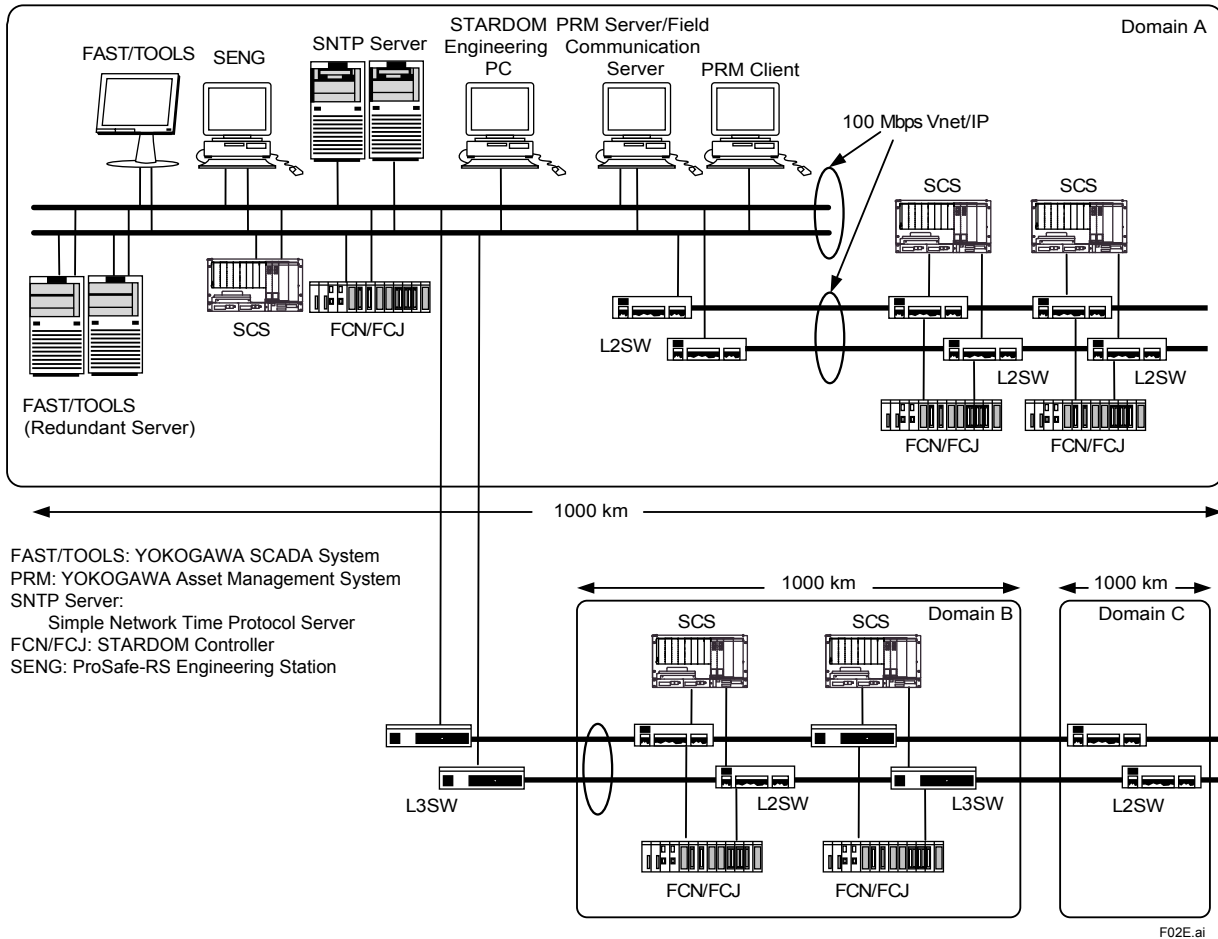 Domain A
FAST/TOOLS
SENG
SNTP Server
STARDOM
Engineering
PC
PRM Server/Field
Communication
Server
PRM Client
100 Mbps Vnet/IP
SCS
SCS
SCS
FCN/FCJ
L2SW
L2SW
L2SW
FAST/TOOLS
(Redundant Server)
FCN/FCJ
FCN/FCJ
1000 km
FAST/TOOLS: YOKOGAWA SCADA System
PRM: YOKOGAWA Asset Management System
SNTP Server:
Simple Network Time Protocol Server
FCN/FCJ: STARDOM Controller
SENG: ProSafe-RS Engineering Station
1000 km
1000 km
Domain B
Domain C
SCS
SCS
L3SW
L2SW
L3SW
L2SW
FCN/FCJ
FCN/FCJ
F02E.ai